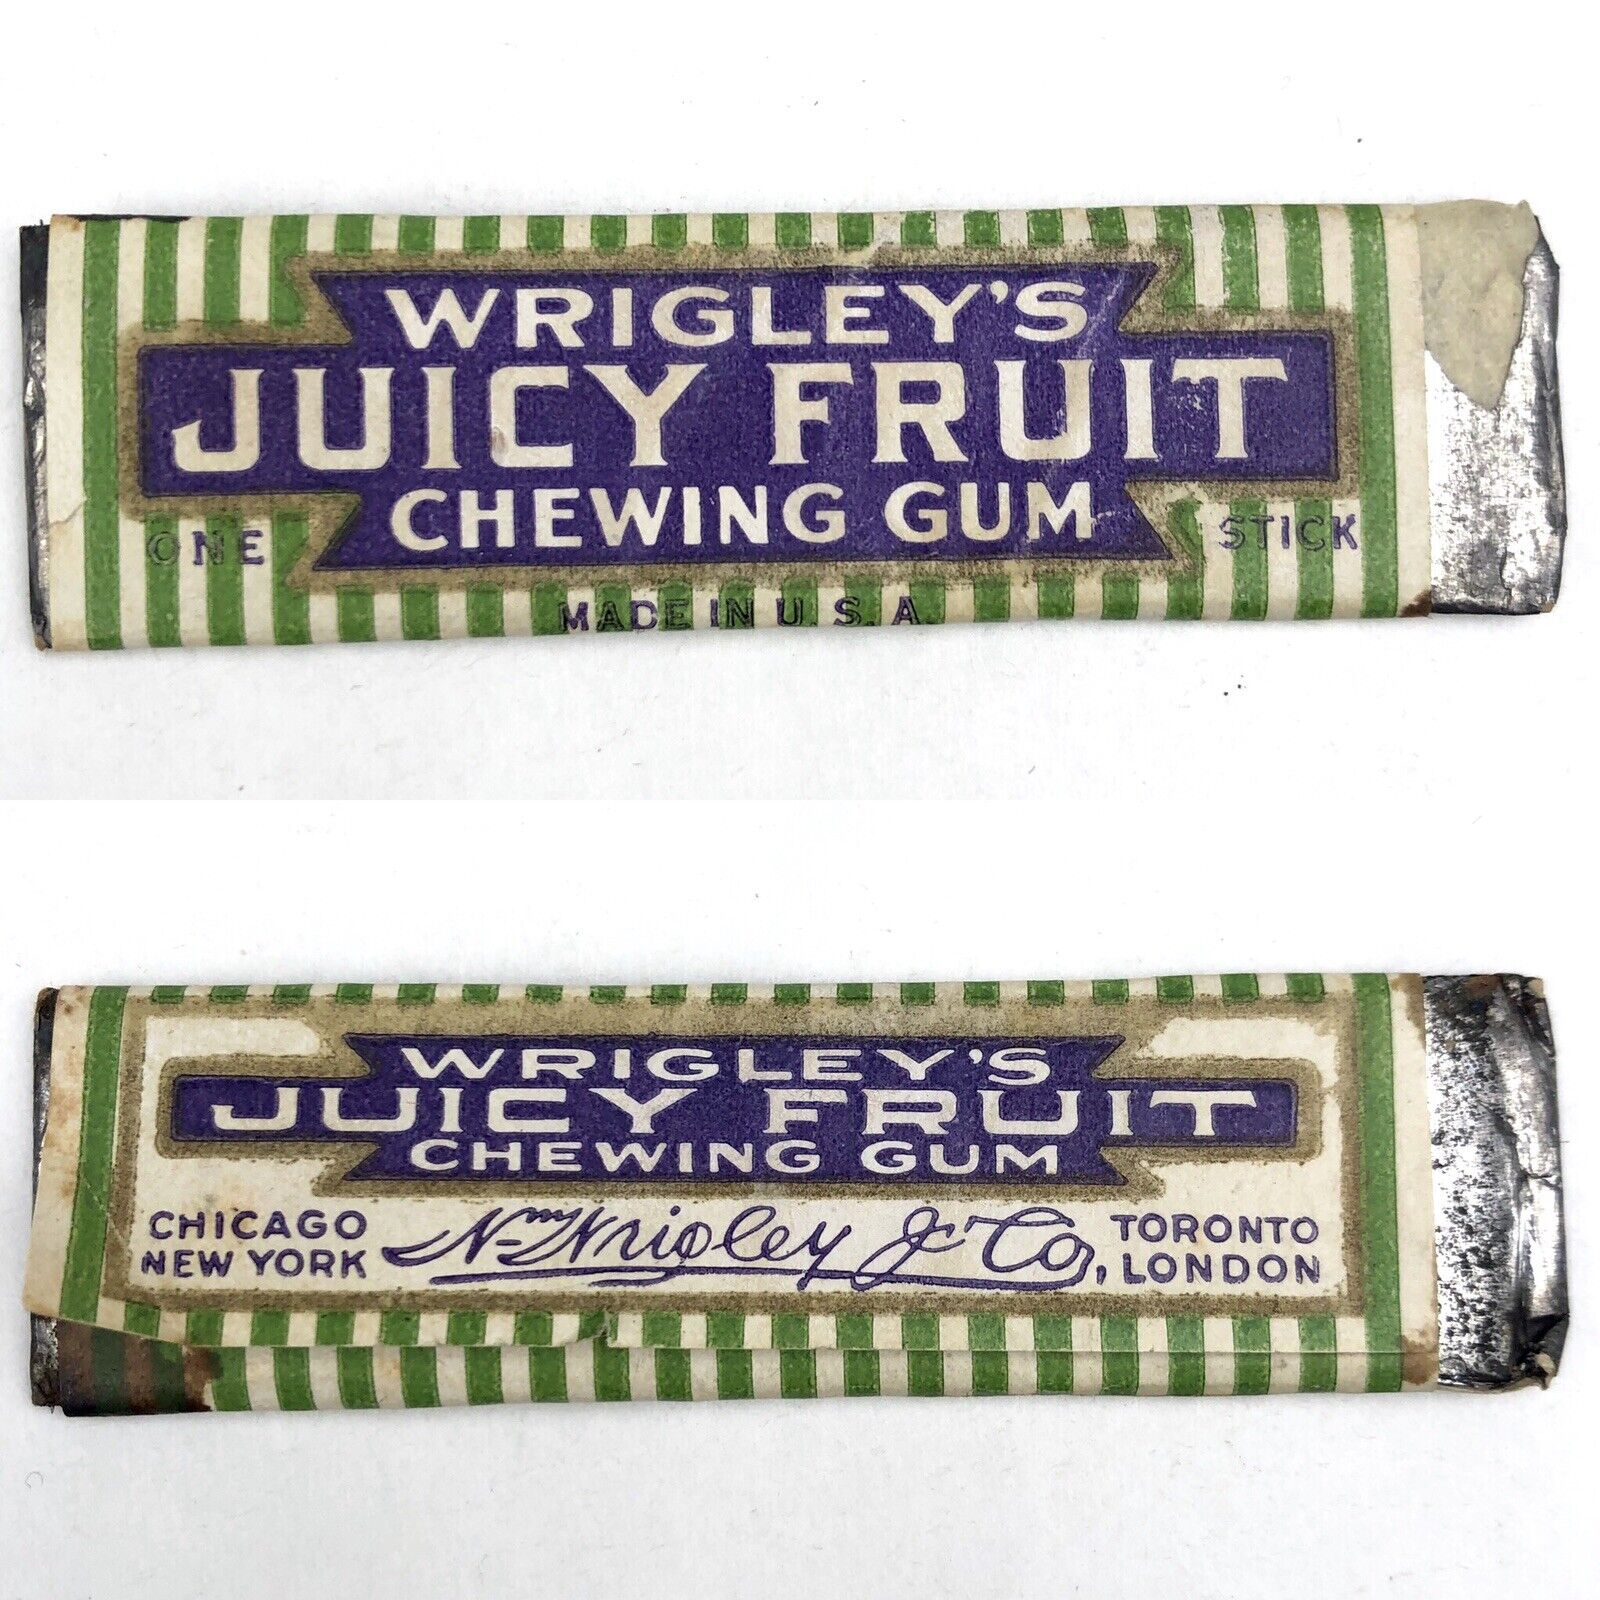 WRIGLEY'S
JUICY FRUIT
CHEWING GUM
ONE STICK
MADE IN U.S.A.
WRIGLEY'S
JUICY FRUIT
CHEWING GUM
CHICAGO
NEW YORK
Wm Wrigley Jr Co,
TORONTO
LONDON